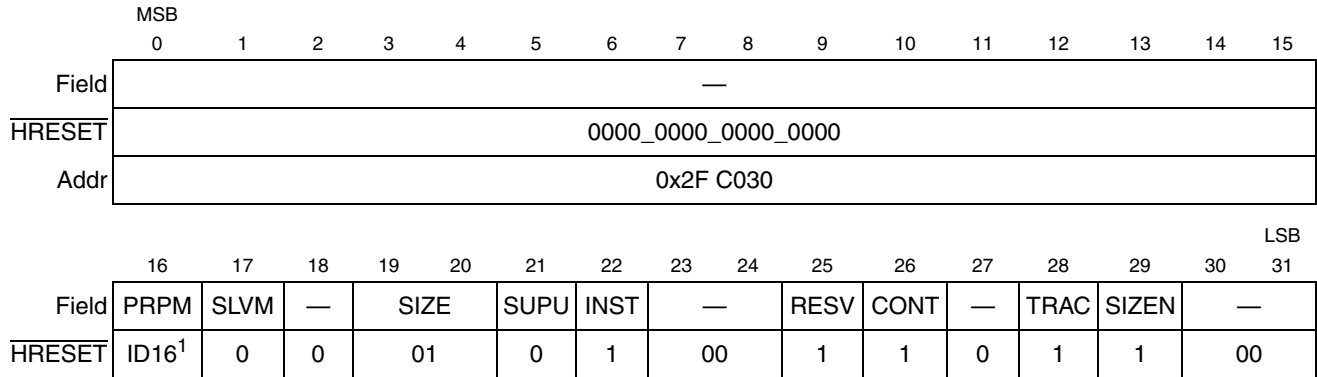 MSB
0 1 2 3 4 5 6 7 8 9 10 11 12 13 14 15
Field —
HRESET 0000_0000_0000_0000
Addr 0x2F C030
LSB
16 17 18 19 20 21 22 23 24 25 26 27 28 29 30 31
Field PRPM SLVM — SIZE SUPU INST — RESV CONT — TRAC SIZEN —
HRESET ID16¹ 0 0 01 0 1 00 1 1 0 1 1 00